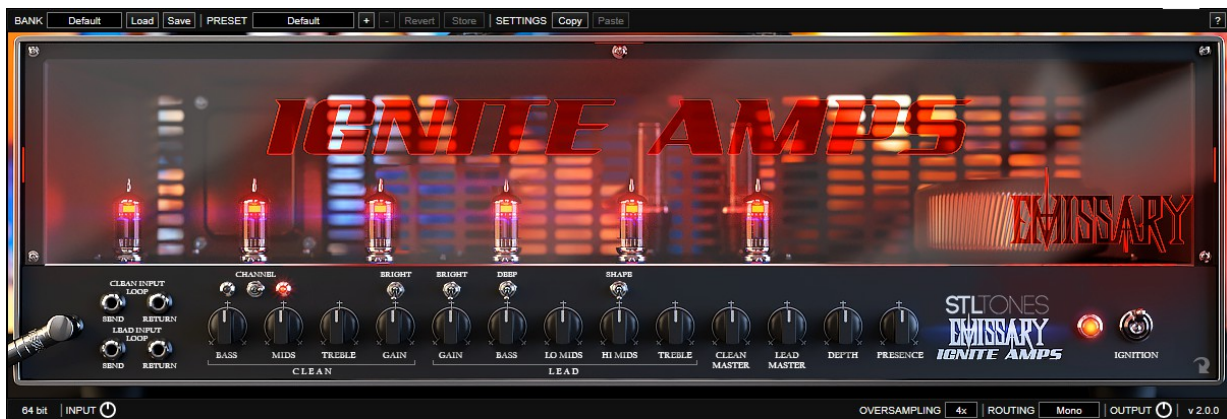 BANK Default Load Save | PRESET Default + - Revert Store | SETTINGS Copy Paste ?
IGNITE AMPS
EMISSARY
CLEAN INPUT
LOOP
SEND RETURN
LEAD INPUT
LOOP
SEND RETURN
CHANNEL BRIGHT BRIGHT DEEP SHAPE
BASS MIDS TREBLE GAIN GAIN BASS LO MIDS HI MIDS TREBLE CLEAN MASTER LEAD MASTER DEPTH PRESENCE
CLEAN LEAD
STLTONES
EMISSARY
IGNITE AMPS
IGNITION
64 bit | INPUT OVERSAMPLING 4x | ROUTING Mono | OUTPUT | v 2.0.0